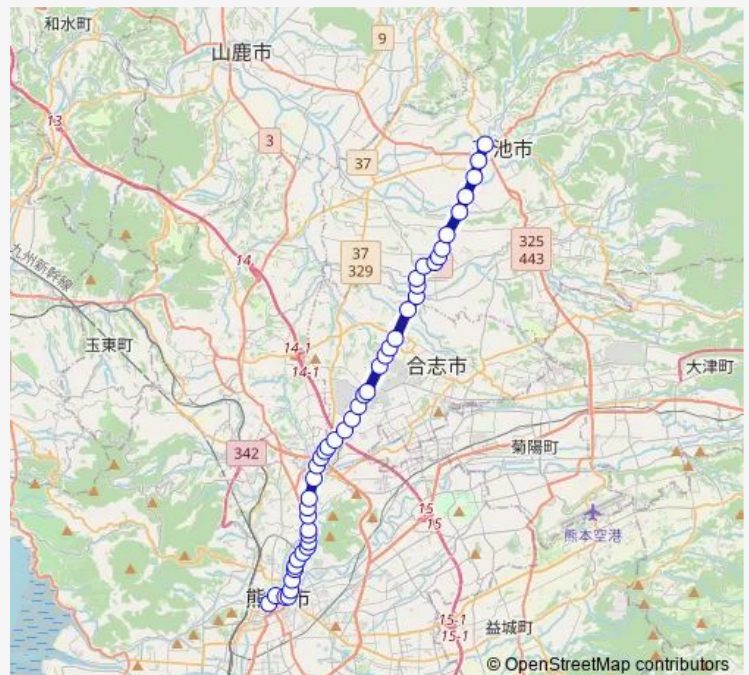 和水町
山鹿市
9
13
3
37
池市
325
443
37
329
九州新幹線
14
14-1
14-1
玉東町
合志市
大津町
342
菊陽町
15
15
熊本空港
熊 市
15-1
15-1
益城町
© OpenStreetMap contributors